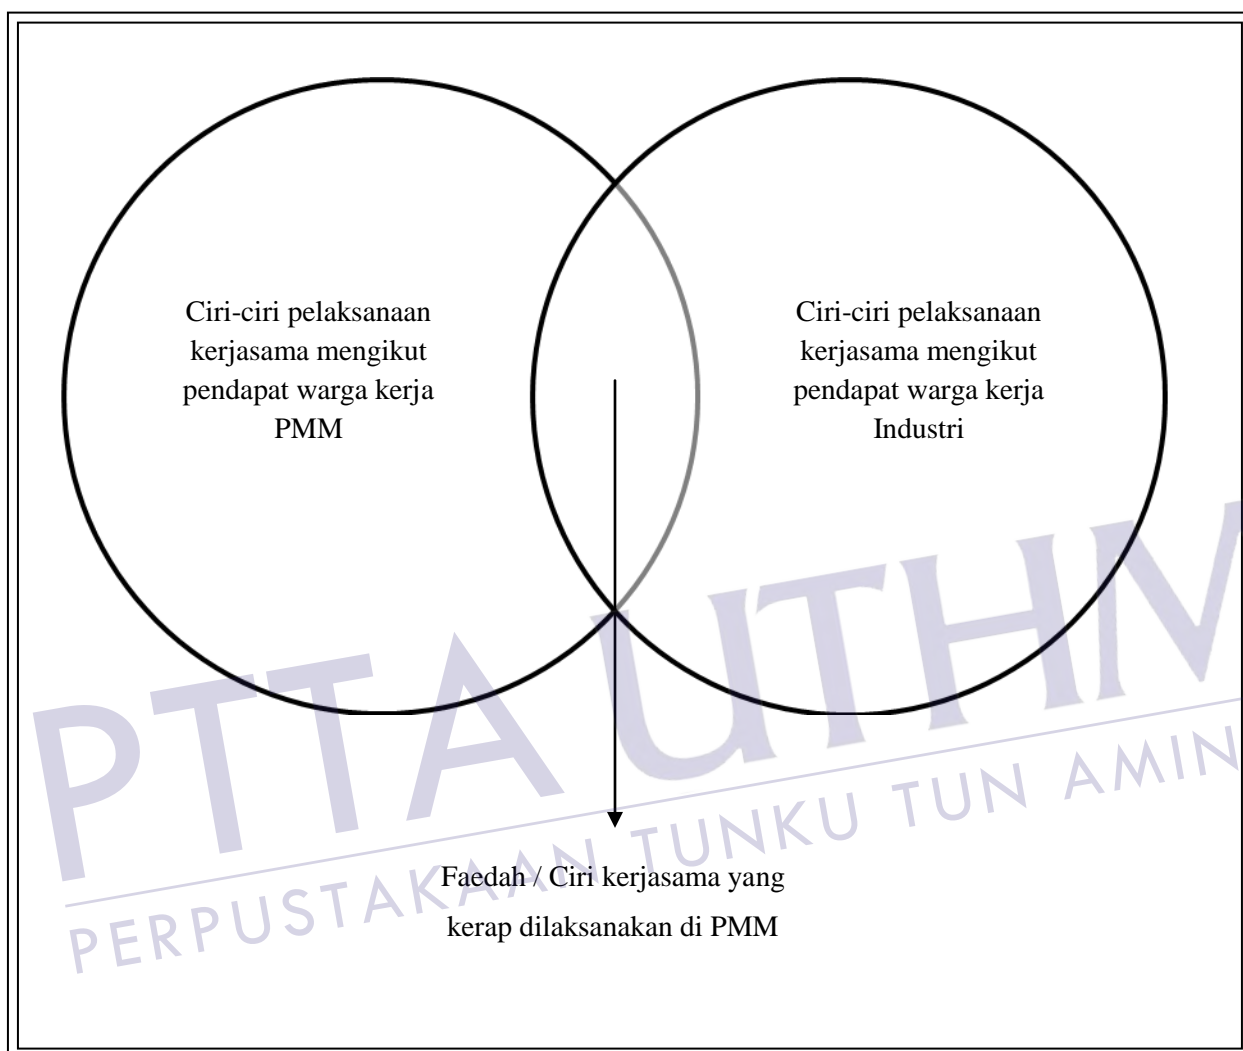 Ciri-ciri pelaksanaan
kerjasama mengikut
pendapat warga kerja
PMM
Ciri-ciri pelaksanaan
kerjasama mengikut
pendapat warga kerja
Industri
Faedah / Ciri kerjasama yang
kerap dilaksanakan di PMM
PTTA UTHM
PERPUSTAKAAN TUNKU TUN AMIN